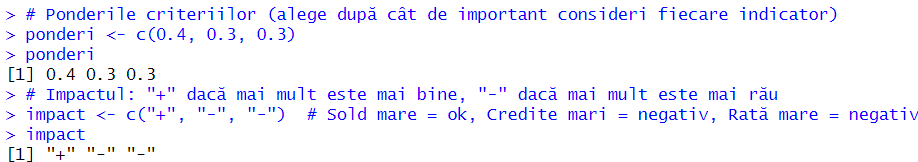 > # Ponderile criteriilor (alege după cât de important consideri fiecare indicator)
> ponderi <- c(0.4, 0.3, 0.3)
> ponderi
[1] 0.4 0.3 0.3
> # Impactul: "+" dacă mai mult este mai bine, "-" dacă mai mult este mai rău
> impact <- c("+", "-", "-")  # Sold mare = ok, Credite mari = negativ, Rată mare = negativ
> impact
[1] "+" "-" "-"